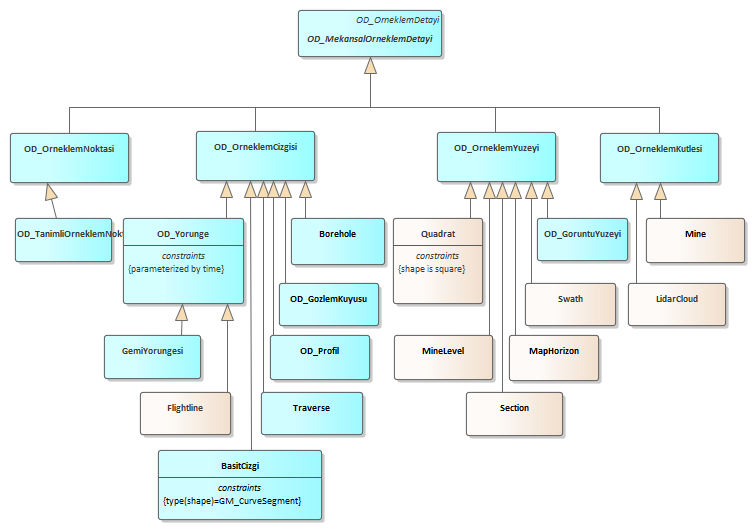 OD_OrneklemDetayi
OD_MekansalOrneklemDetayi
OD_OrneklemNoktasi
OD_OrneklemCizgisi
OD_OrneklemYuzeyi
OD_OrneklemKutlesi
OD_TanimliOrneklemNokt
OD_Yorunge
constraints
{parameterized by time}
Borehole
Quadrat
constraints
{shape is square}
OD_GoruntuYuzeyi
Mine
OD_GozlemKuyusu
Swath
LidarCloud
GemiYorungesi
OD_Profil
MineLevel
MapHorizon
Flightline
Traverse
Section
BasitCizgi
constraints
{type(shape)=GM_CurveSegment}